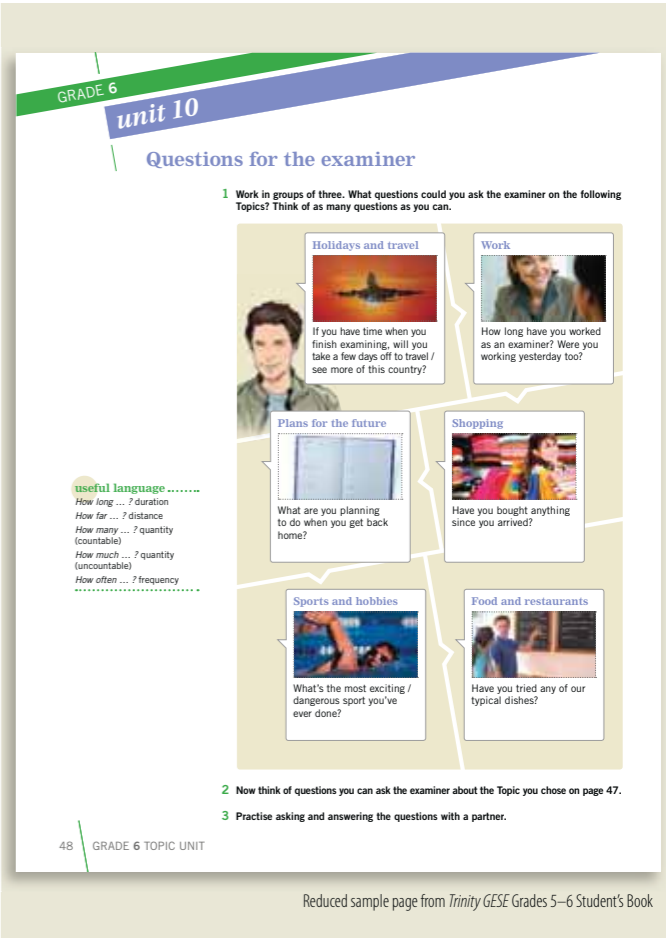 GRADE 6
unit 10
Questions for the examiner
1 Work in groups of three. What questions could you ask the examiner on the following
Topics? Think of as many questions as you can.
Holidays and travel
If you have time when you
finish examining, will you
take a few days off to travel /
see more of this country?
Work
How long have you worked
as an examiner? Were you
working yesterday too?
Plans for the future
What are you planning
to do when you get back
home?
Shopping
Have you bought anything
since you arrived?
useful language
How long ... ? duration
How far ... ? distance
How many ... ? quantity
(countable)
How much ... ? quantity
(uncountable)
How often ... ? frequency
Sports and hobbies
What's the most exciting /
dangerous sport you've
ever done?
Food and restaurants
Have you tried any of our
typical dishes?
2 Now think of questions you can ask the examiner about the Topic you chose on page 47.
3 Practise asking and answering the questions with a partner.
48 GRADE 6 TOPIC UNIT
Reduced sample page from Trinity GESE Grades 5–6 Student's Book